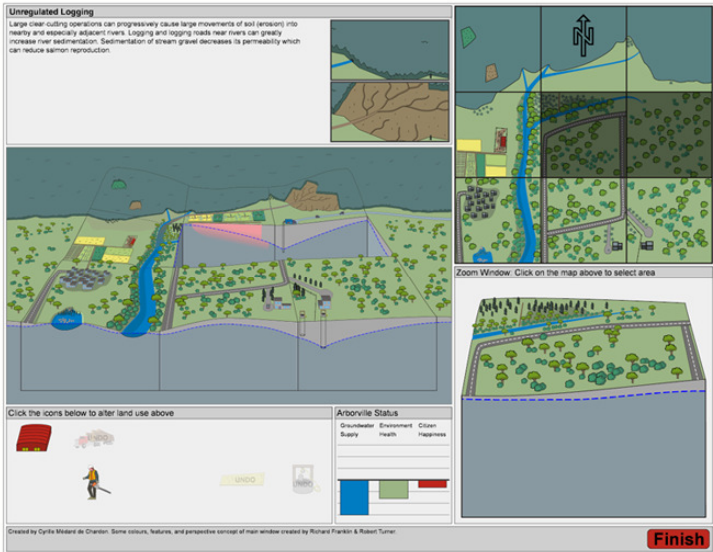 Unregulated Logging
Large clear-cutting operations can progressively cause large movements of soil (erosion) into
nearby and especially adjacent rivers. Logging and logging roads near rivers can greatly
increase river sedimentation. Sedimentation of stream gravel decreases its permeability which
can reduce salmon reproduction.
N
Zoom Window. Click on the map above to select area
Click the icons below to alter land use above
UNDO
UNDO
Arborville Status
Groundwater Environment Citizen
Supply Health Happiness
Created by Cyrille Médard de Chardon. Some colours, features, and perspective concept of main window created by Richard Franklin & Robert Turner.
Finish